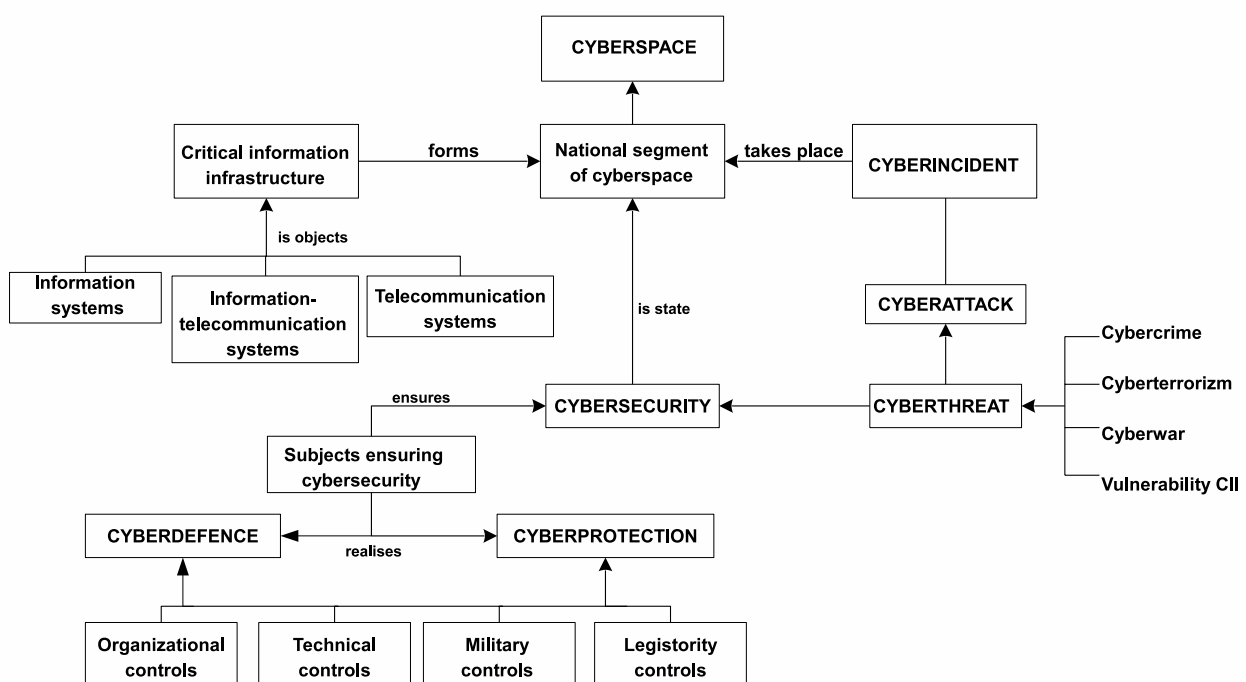 CYBERSPACE
Critical information
infrastructure
forms
National segment
of cyberspace
takes place
CYBERINCIDENT
is objects
Information
systems
Information-
telecommunication
systems
Telecommunication
systems
is state
CYBERATTACK
Cybercrime
Cyberterrorizm
Cyberwar
Vulnerability CII
ensures
CYBERSECURITY
CYBERTHREAT
Subjects ensuring
cybersecurity
CYBERDEFENCE
realises
CYBERPROTECTION
Organizational
controls
Technical
controls
Military
controls
Legistority
controls